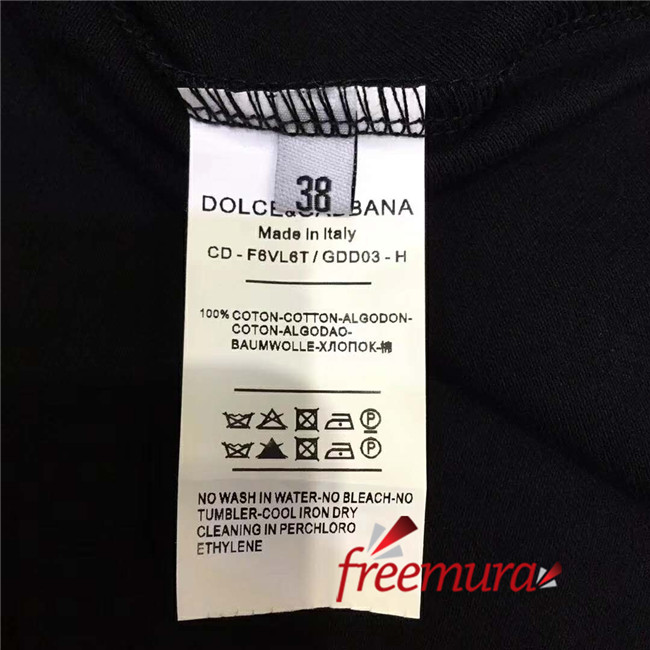 38
DOLCE&GABBANA
Made in Italy
CD - F6VL6T / GDD03 - H
100% COTON-COTTON-ALGODON-
COTON-ALGODAO-
BAUMWOLLE-ХЛОПОК-棉
P
P
NO WASH IN WATER-NO BLEACH-NO
TUMBLER-COOL IRON DRY
CLEANING IN PERCHLORO
ETHYLENE
freemura